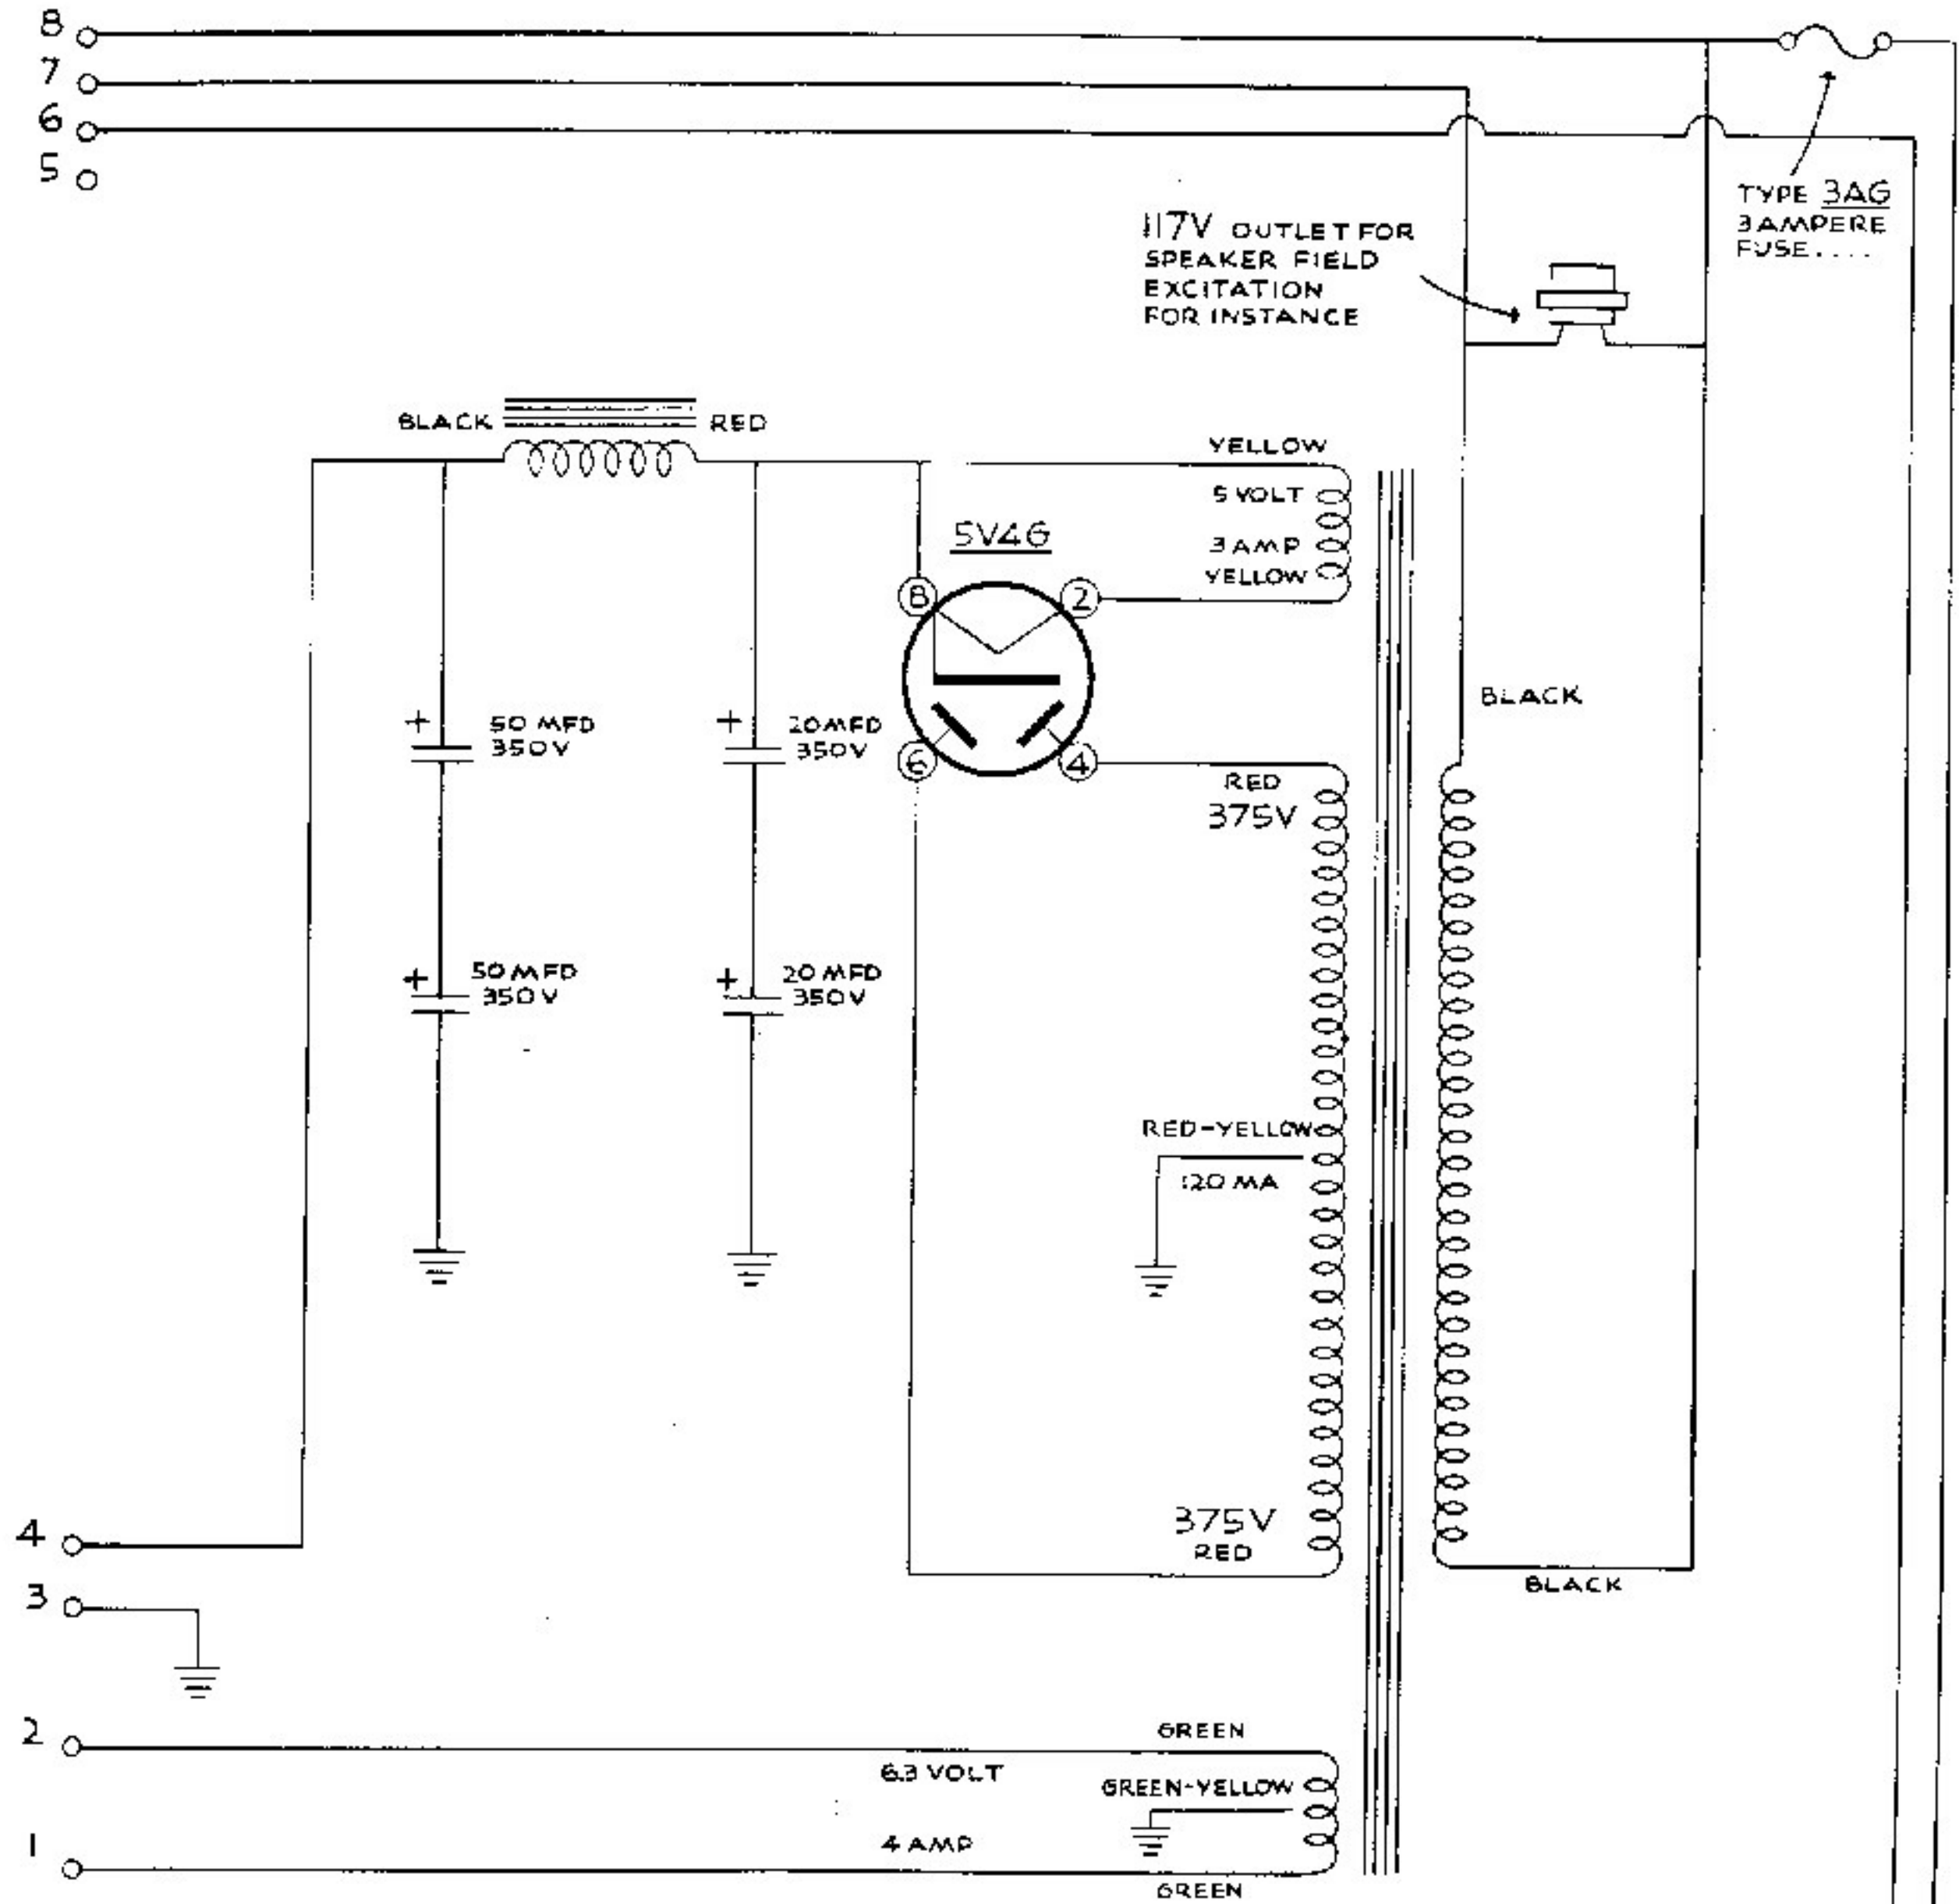 8
7
6
5
TYPE 3AG
3 AMPERE
FUSE....
117V OUTLET FOR
SPEAKER FIELD
EXCITATION
FOR INSTANCE
BLACK
RED
YELLOW
5 VOLT
3 AMP
YELLOW
5V4G
8
2
6
4
+
50 MFD
350V
+
20MFD
350V
BLACK
RED
375V
+
50 MFD
350V
+
20 MFD
350V
RED-YELLOW
120 MA
375V
RED
BLACK
4
3
2
GREEN
6.3 VOLT
GREEN-YELLOW
1
4 AMP
GREEN